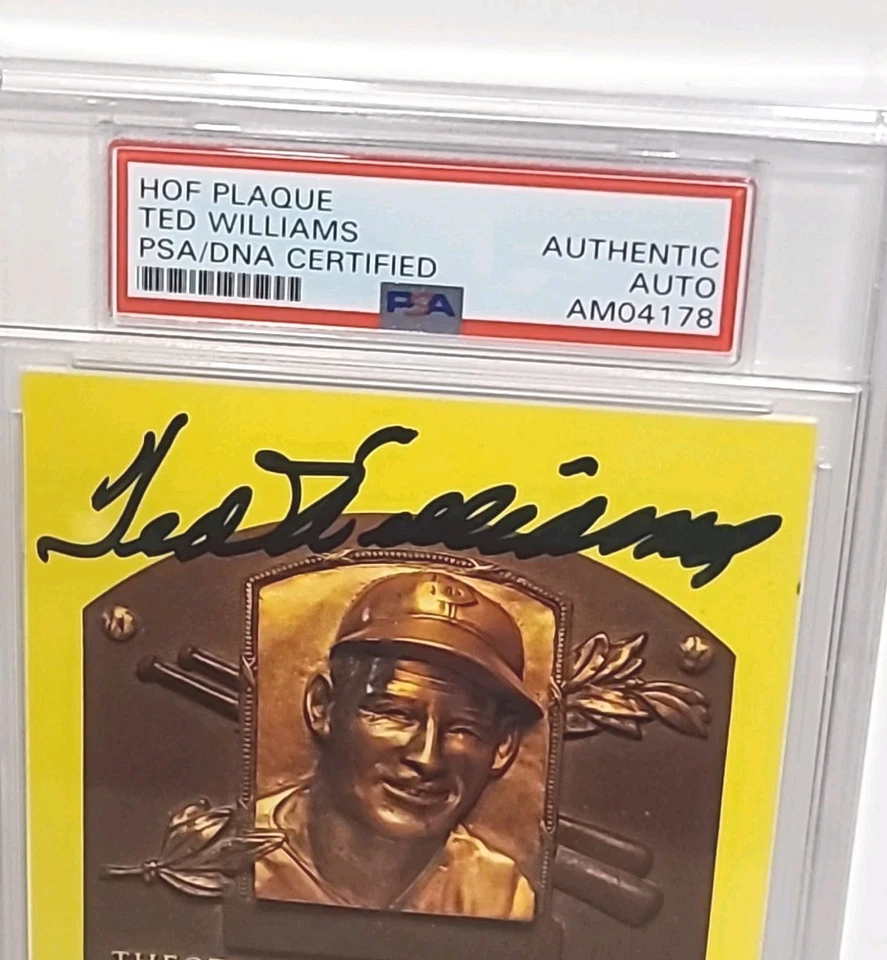 HOF PLAQUE
TED WILLIAMS
PSA/DNA CERTIFIED
AUTHENTIC
AUTO
AM04178
PSA
Ted Williams
B